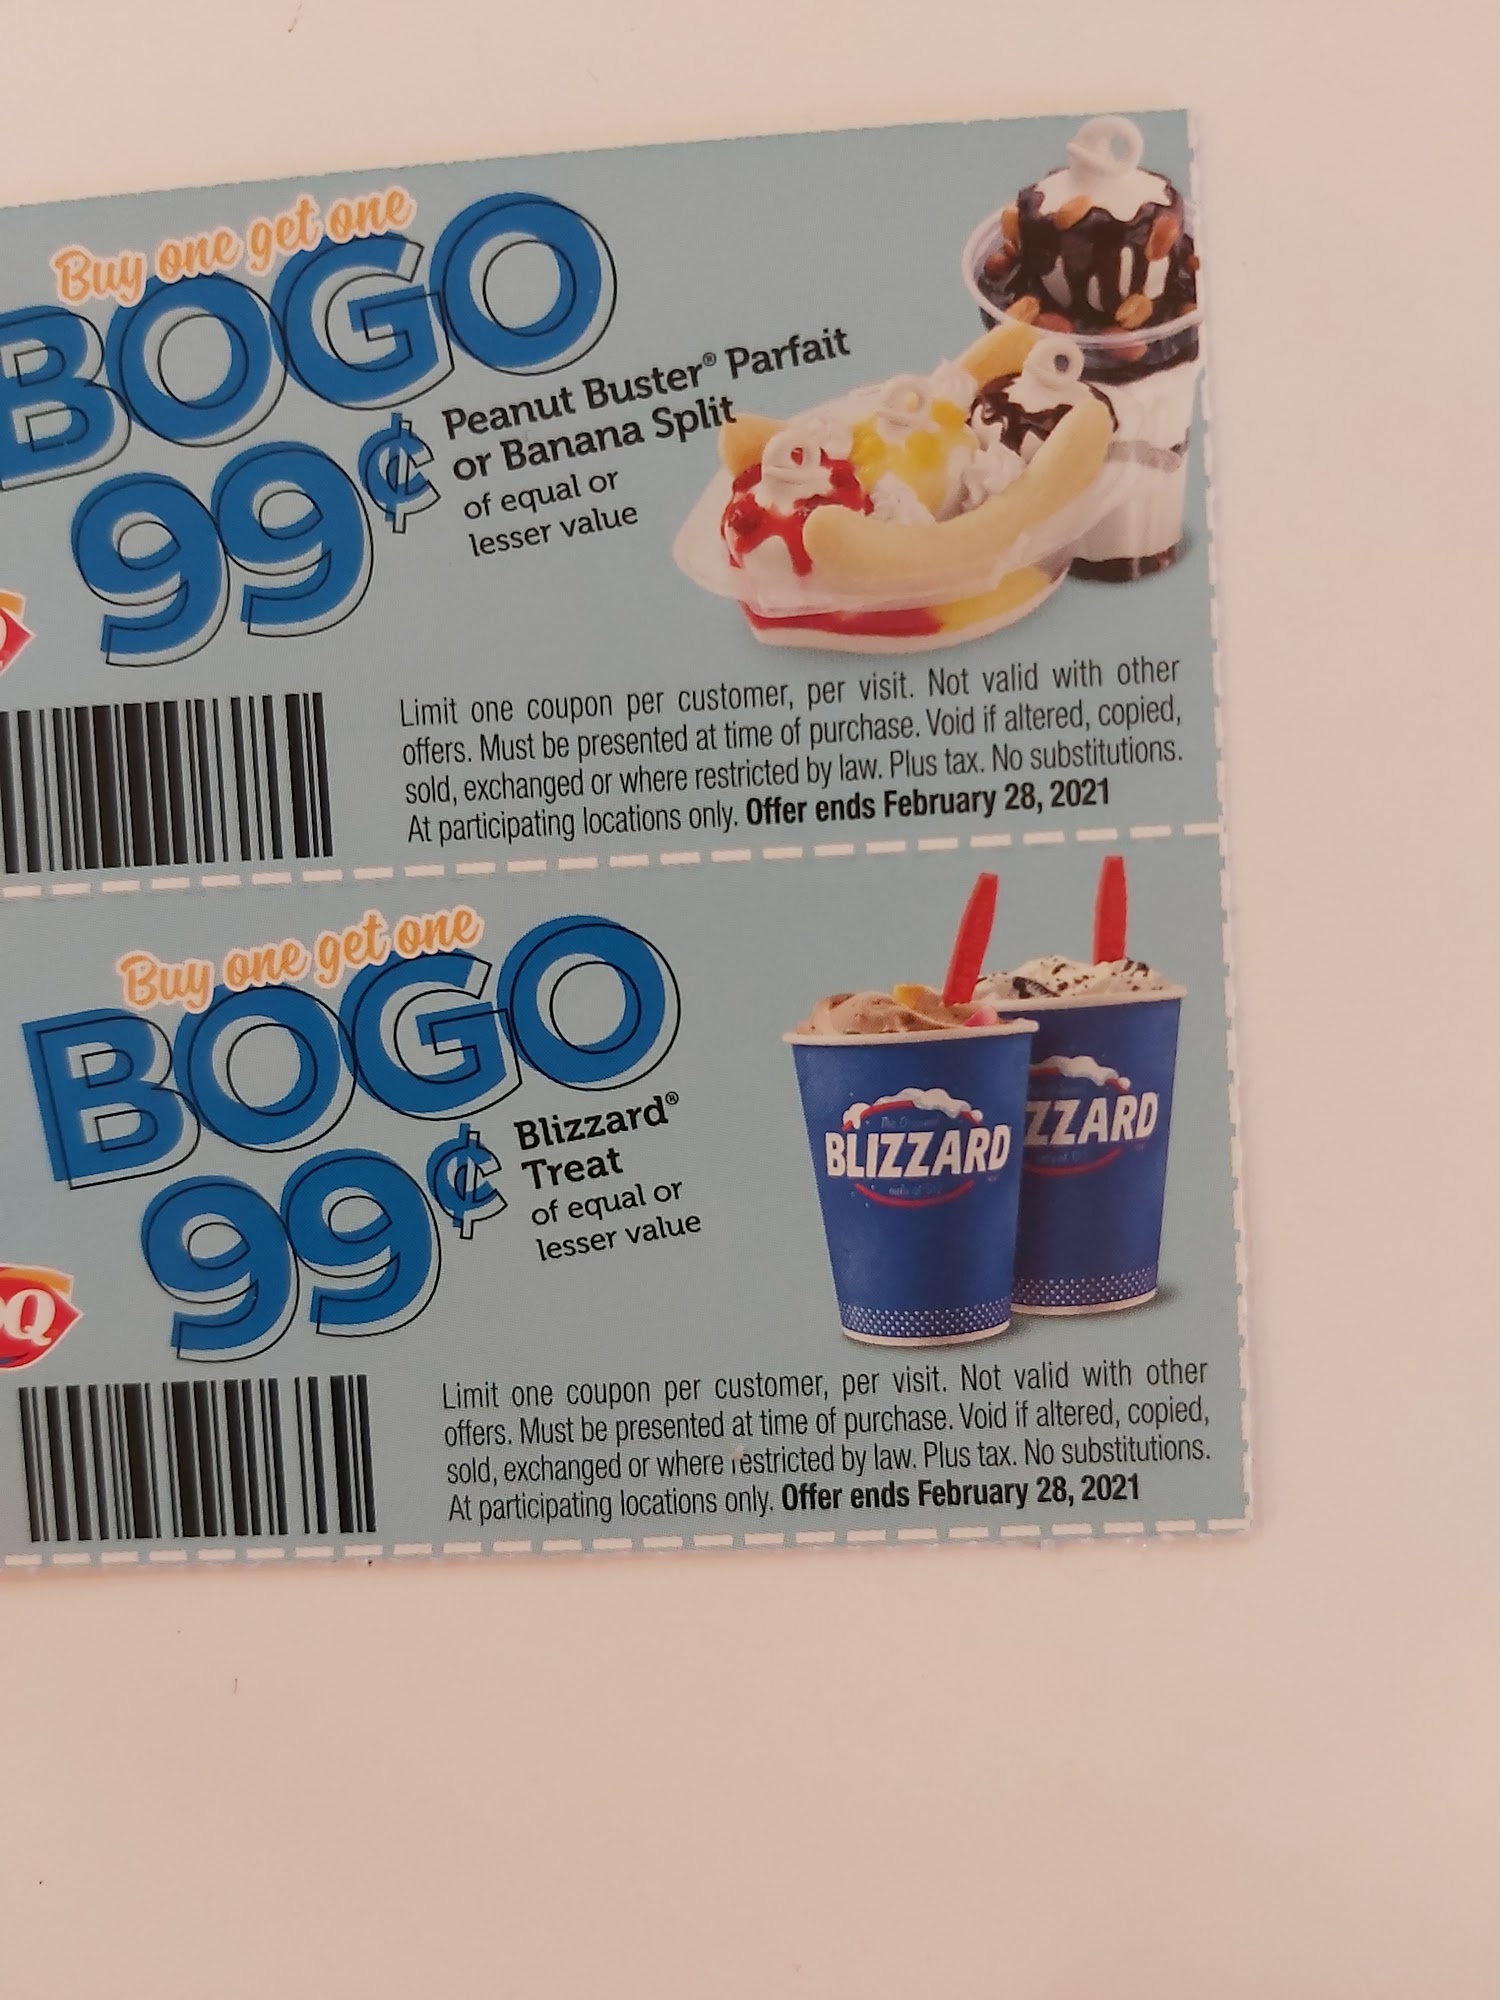 Buy one get one
BOGO
99¢
Peanut Buster® Parfait
or Banana Split
of equal or
lesser value
Limit one coupon per customer, per visit. Not valid with other
offers. Must be presented at time of purchase. Void if altered, copied,
sold, exchanged or where restricted by law. Plus tax. No substitutions.
At participating locations only. Offer ends February 28, 2021
Buy one get one
BOGO
99¢
Blizzard®
Treat
of equal or
lesser value
BLIZZARD
ZZARD
Q
Limit one coupon per customer, per visit. Not valid with other
offers. Must be presented at time of purchase. Void if altered, copied,
sold, exchanged or where restricted by law. Plus tax. No substitutions.
At participating locations only. Offer ends February 28, 2021